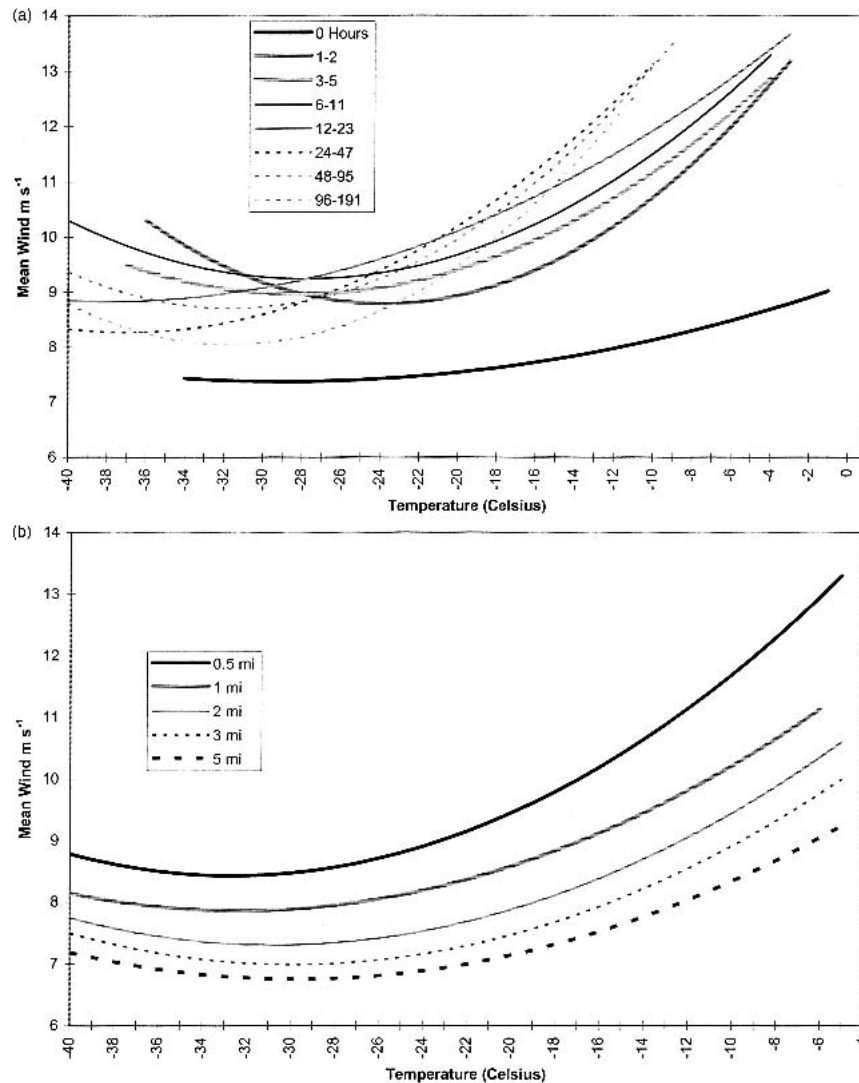 (a)
14
13
12
11
10
9
8
7
6
Mean Wind m s-1
0 Hours
1-2
3-5
6-11
12-23
24-47
48-95
96-191
-40 -38 -36 -34 -32 -30 -28 -26 -24 -22 -20 -18 -16 -14 -12 -10 -8 -6 -4 -2 0
Temperature (Celsius)
(b)
14
13
12
11
10
9
8
7
6
Mean Wind m s-1
0.5 mi
1 mi
2 mi
3 mi
5 mi
-40 -38 -36 -34 -32 -30 -28 -26 -24 -22 -20 -18 -16 -14 -12 -10 -8 -6
Temperature (Celsius)